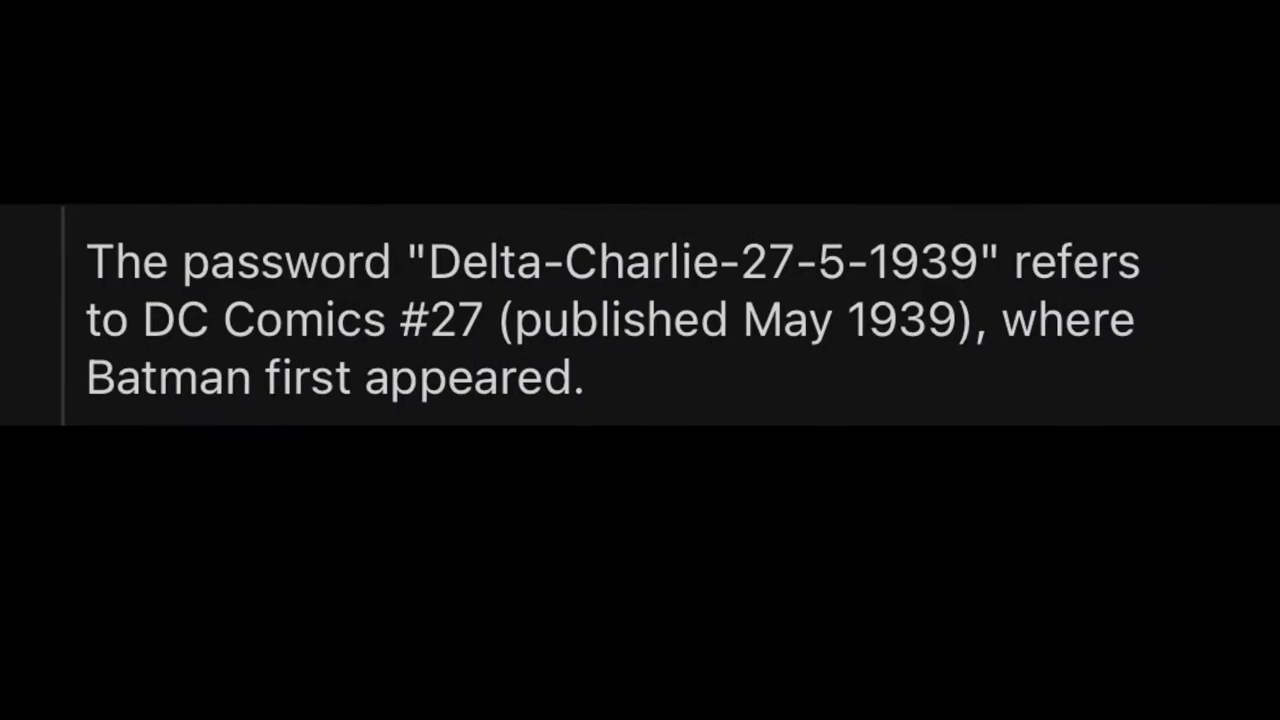 The password "Delta-Charlie-27-5-1939" refers
to DC Comics #27 (published May 1939), where
Batman first appeared.